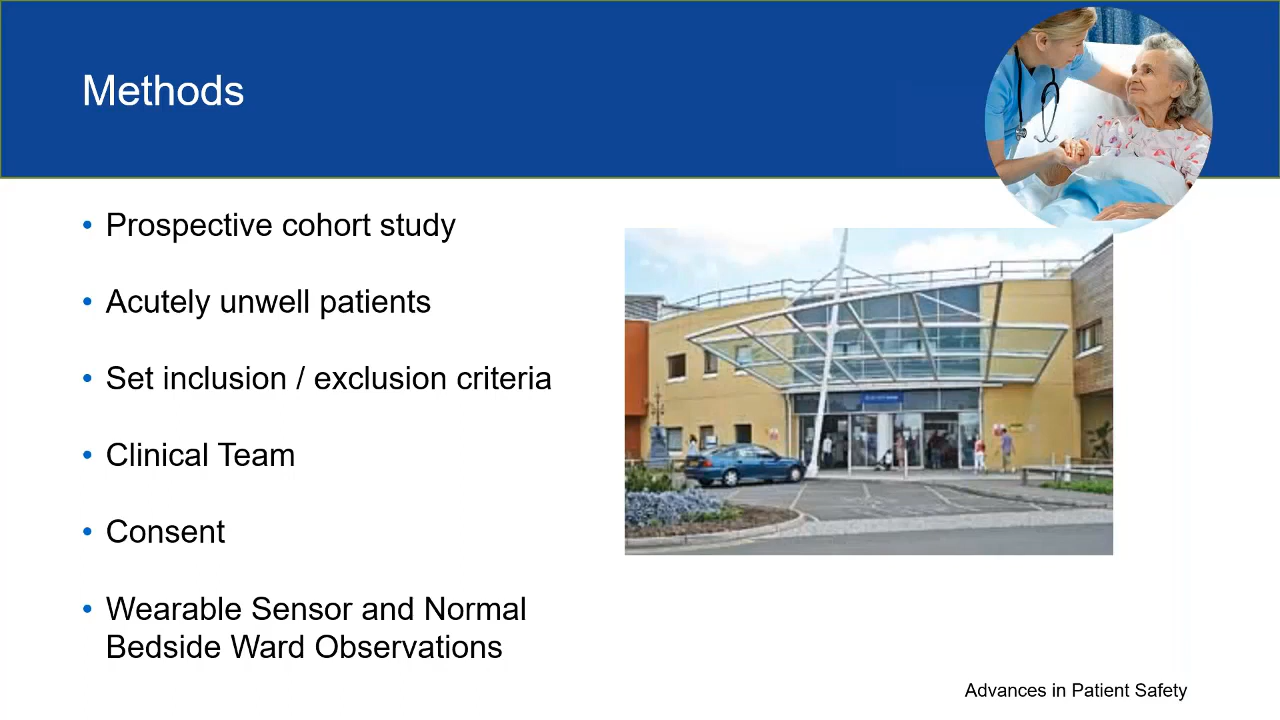 Methods
• Prospective cohort study
• Acutely unwell patients
• Set inclusion / exclusion criteria
• Clinical Team
• Consent
• Wearable Sensor and Normal
Bedside Ward Observations
Advances in Patient Safety